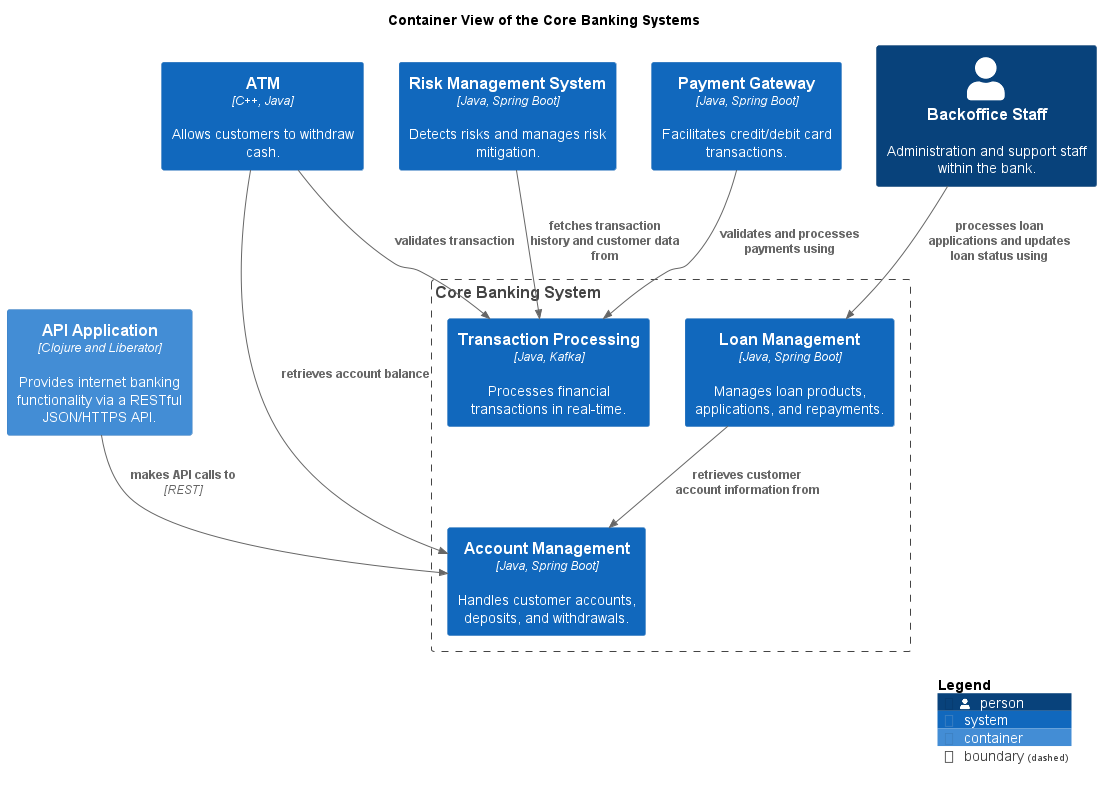 Container View of the Core Banking Systems
ATM
[C++, Java]
Allows customers to withdraw
cash.
Risk Management System
[Java, Spring Boot]
Detects risks and manages risk
mitigation.
Payment Gateway
[Java, Spring Boot]
Facilitates credit/debit card
transactions.
Backoffice Staff
Administration and support staff
within the bank.
validates transaction
fetches transaction
history and customer data
from
validates and processes
payments using
processes loan
applications and updates
loan status using
Core Banking System
API Application
[Clojure and Liberator]
Provides internet banking
functionality via a RESTful
JSON/HTTPS API.
retrieves account balance
Transaction Processing
[Java, Kafka]
Processes financial
transactions in real-time.
Loan Management
[Java, Spring Boot]
Manages loan products,
applications, and repayments.
makes API calls to
[REST]
retrieves customer
account information from
Account Management
[Java, Spring Boot]
Handles customer accounts,
deposits, and withdrawals.
Legend
person
system
container
boundary (dashed)